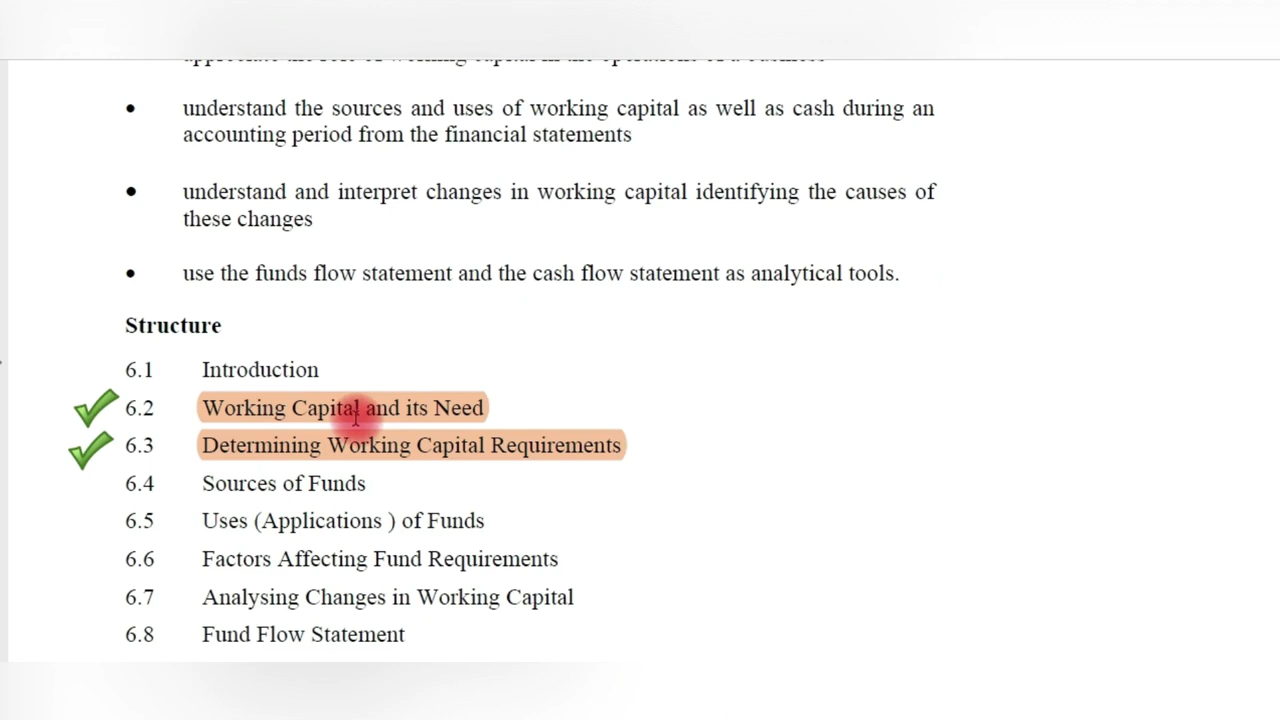 • understand the sources and uses of working capital as well as cash during an
accounting period from the financial statements
• understand and interpret changes in working capital identifying the causes of
these changes
• use the funds flow statement and the cash flow statement as analytical tools.
Structure
6.1 Introduction
6.2 Working Capital and its Need
6.3 Determining Working Capital Requirements
6.4 Sources of Funds
6.5 Uses (Applications ) of Funds
6.6 Factors Affecting Fund Requirements
6.7 Analysing Changes in Working Capital
6.8 Fund Flow Statement